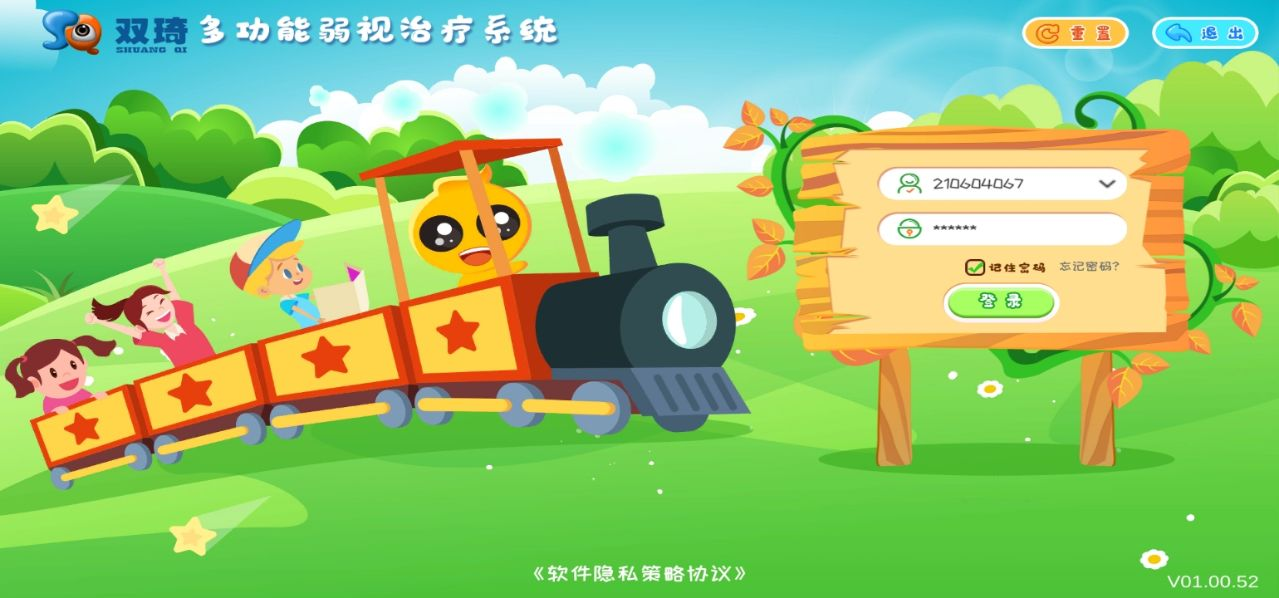 双琦 多功能弱视治疗系统
SHUANG QI
重置
退出
210604067
******
记住密码 忘记密码?
登录
《软件隐私策略协议》
V01.00.52